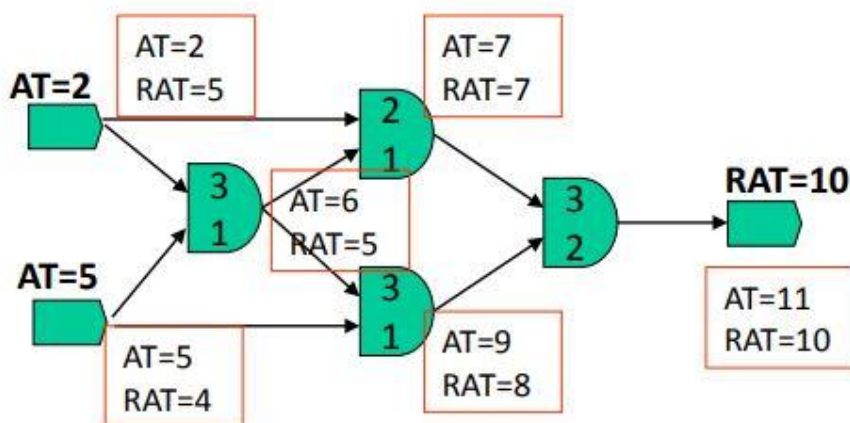 AT=2
RAT=5
AT=7
RAT=7
AT=2
2
1
3
1
AT=6
RAT=5
3
2
RAT=10
AT=5
3
1
AT=11
RAT=10
AT=5
RAT=4
AT=9
RAT=8